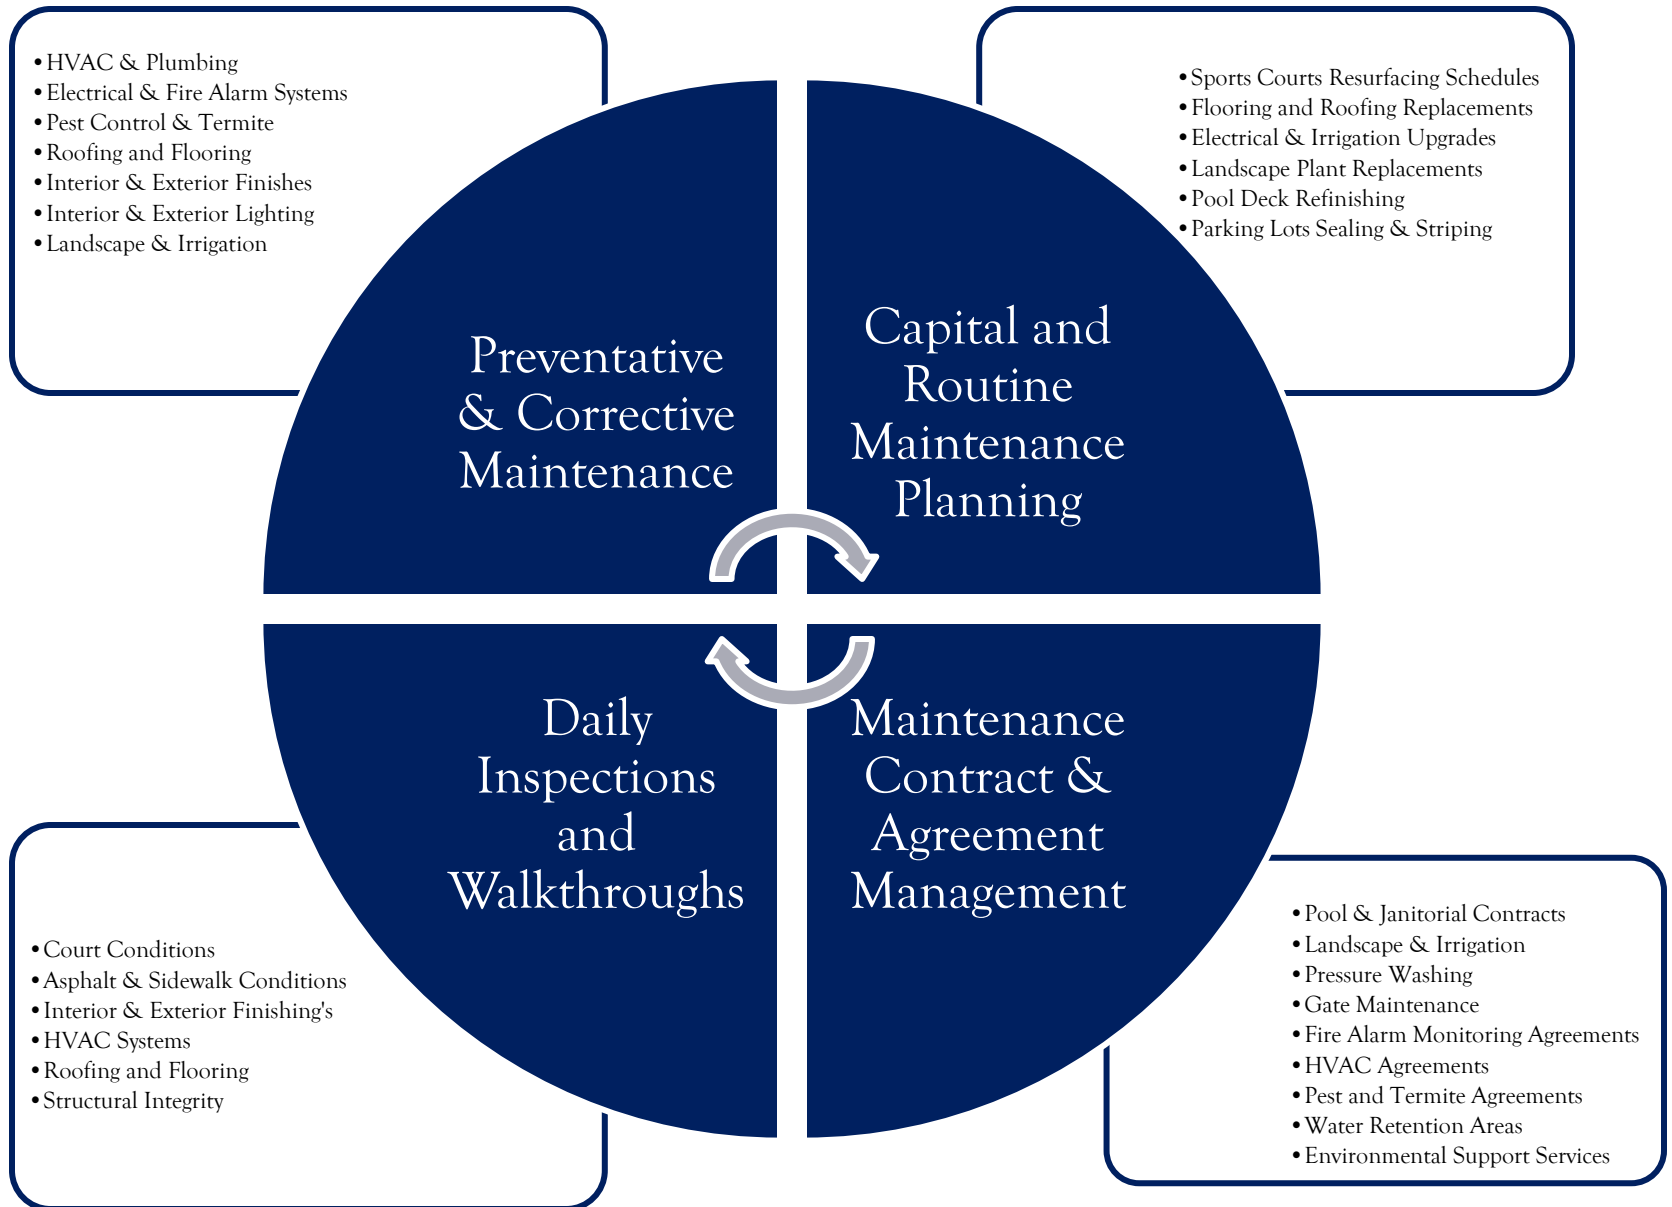 •HVAC & Plumbing
•Electrical & Fire Alarm Systems
•Pest Control & Termite
•Roofing and Flooring
•Interior & Exterior Finishes
•Interior & Exterior Lighting
•Landscape & Irrigation
•Sports Courts Resurfacing Schedules
•Flooring and Roofing Replacements
•Electrical & Irrigation Upgrades
•Landscape Plant Replacements
•Pool Deck Refinishing
•Parking Lots Sealing & Striping
Preventative
& Corrective
Maintenance
Capital and
Routine
Maintenance
Planning
Daily
Inspections
and
Walkthroughs
Maintenance
Contract &
Agreement
Management
•Court Conditions
•Asphalt & Sidewalk Conditions
•Interior & Exterior Finishing's
•HVAC Systems
•Roofing and Flooring
•Structural Integrity
•Pool & Janitorial Contracts
•Landscape & Irrigation
•Pressure Washing
•Gate Maintenance
•Fire Alarm Monitoring Agreements
•HVAC Agreements
•Pest and Termite Agreements
•Water Retention Areas
•Environmental Support Services